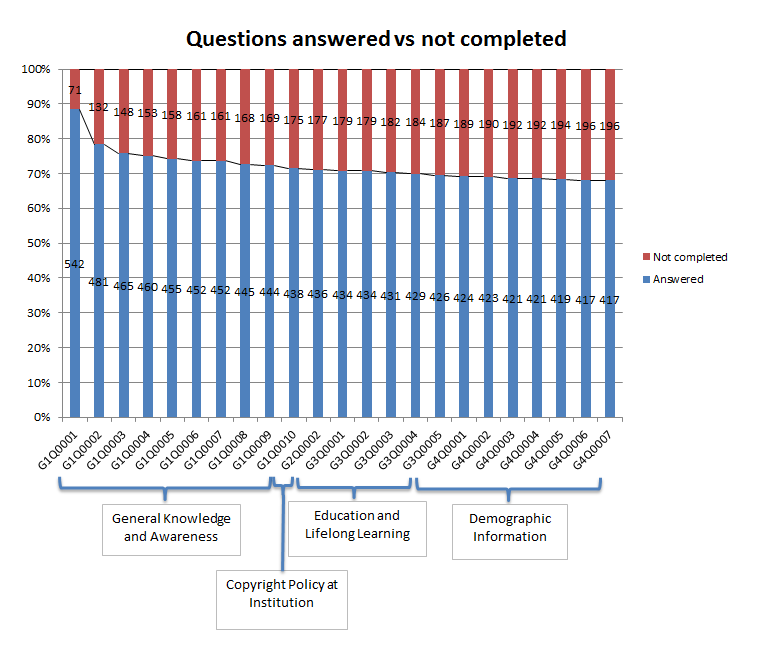 Questions answered vs not completed
100%
90%
80%
70%
60%
50%
40%
30%
20%
10%
0%
71 132 148 153 158 161 161 168 169 175 177 179 179 182 184 187 189 190 192 192 194 196 196
542 481 465 460 455 452 452 445 444 438 436 434 434 431 429 426 424 423 421 421 419 417 417
Not completed
Answered
G1Q0001 G1Q0002 G1Q0003 G1Q0004 G1Q0005 G1Q0006 G1Q0007 G1Q0008 G1Q0009 G1Q0010 G2Q0002 G3Q0001 G3Q0002 G3Q0003 G3Q0004 G3Q0005 G4Q0001 G4Q0002 G4Q0003 G4Q0004 G4Q0005 G4Q0006 G4Q0007
General Knowledge
and Awareness
Education and
Lifelong Learning
Demographic
Information
Copyright Policy at
Institution